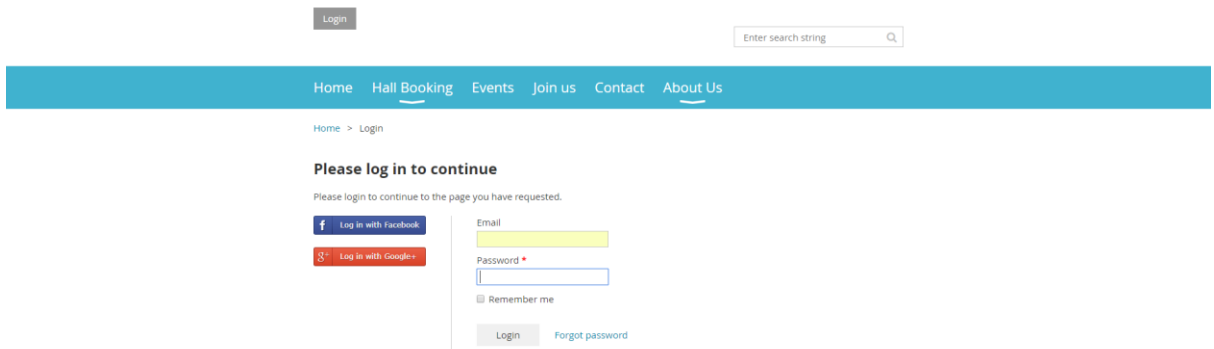 Login
Enter search string
Home Hall Booking Events Join us Contact About Us
Home > Login
Please log in to continue
Please login to continue to the page you have requested.
f Log in with Facebook
g+ Log in with Google+
Email
Password *
Remember me
Login Forgot password